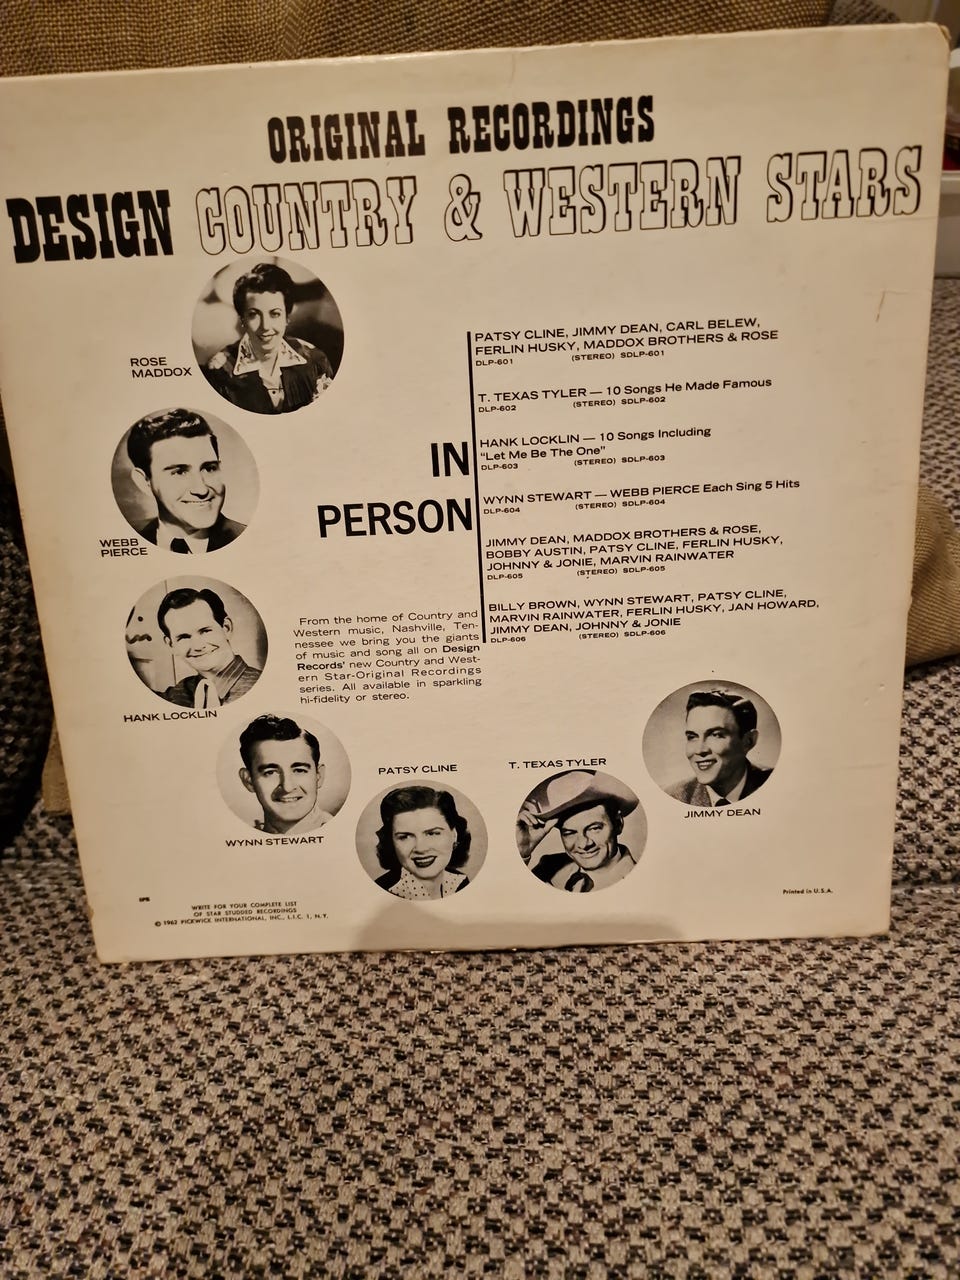 ORIGINAL RECORDINGS
DESIGN COUNTRY & WESTERN STARS
ROSE
MADDOX
WEBB
PIERCE
HANK LOCKLIN
WYNN STEWART
PATSY CLINE
T. TEXAS TYLER
JIMMY DEAN
IN
PERSON
PATSY CLINE, JIMMY DEAN, CARL BELEW,
FERLIN HUSKY, MADDOX BROTHERS & ROSE
DLP-601 (STEREO) SDLP-601
T. TEXAS TYLER — 10 Songs He Made Famous
DLP-602 (STEREO) SDLP-602
HANK LOCKLIN — 10 Songs Including
"Let Me Be The One"
DLP-603 (STEREO) SDLP-603
WYNN STEWART — WEBB PIERCE Each Sing 5 Hits
DLP-604 (STEREO) SDLP-604
JIMMY DEAN, MADDOX BROTHERS & ROSE,
BOBBY AUSTIN, PATSY CLINE, FERLIN HUSKY,
JOHNNY & JONIE, MARVIN RAINWATER
DLP-605 (STEREO) SDLP-605
BILLY BROWN, WYNN STEWART, PATSY CLINE,
MARVIN RAINWATER, FERLIN HUSKY, JAN HOWARD,
JIMMY DEAN, JOHNNY & JONIE
DLP-606 (STEREO) SDLP-606
From the home of Country and
Western music, Nashville, Ten-
nessee we bring you the giants
of music and song all on Design
Records' new Country and West-
ern Star-Original Recordings
series. All available in sparkling
hi-fidelity or stereo.
WRITE FOR YOUR COMPLETE LIST
OF STAR STUDDED RECORDINGS
© 1962 PICKWICK INTERNATIONAL, INC., L.I.C. 1, N.Y.
Printed in U.S.A.